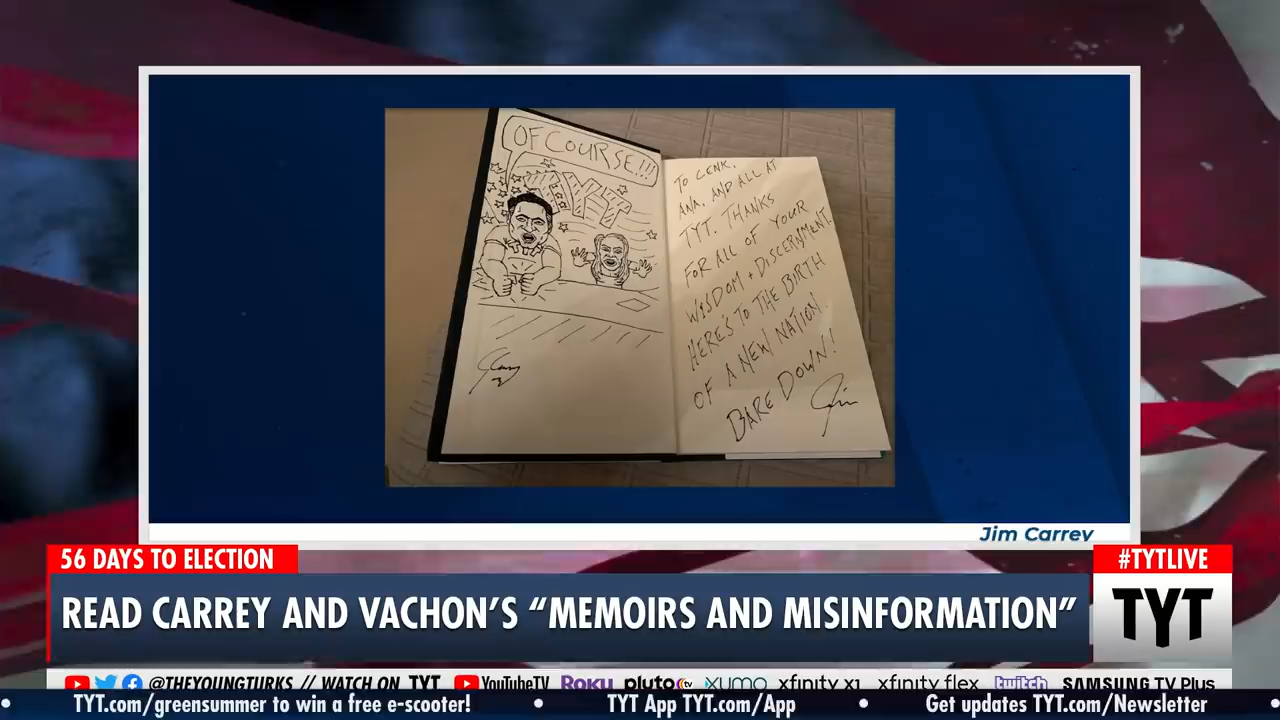 OF COURSE!!!
TYT
TO CENK,
ANA, AND ALL AT
TYT. THANKS
FOR ALL OF YOUR
WISDOM + DISCERNMENT.
HERE'S TO THE BIRTH
OF A NEW NATION.
BARE DOWN!
Jim
Jim Carrey
56 DAYS TO ELECTION
#TYTLIVE
READ CARREY AND VACHON'S “MEMOIRS AND MISINFORMATION”
TYT
@THEYOUNGTURKS // WATCH ON TYT YouTubeTV ROKU pluto tv xumo xfinity x1 xfinity flex twitch SAMSUNG TV Plus
TYT.com/greensummer to win a free e-scooter! • TYT App TYT.com/App • Get updates TYT.com/Newsletter